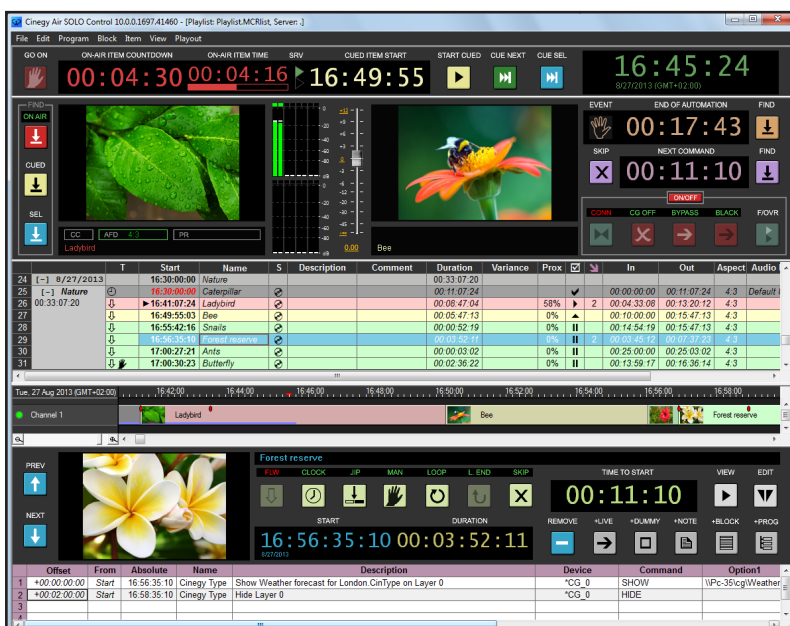 Cinegy Air SOLO Control 10.0.0.1697.41460 - [Playlist: Playlist.MCRlist, Server: .]
File Edit Program Block Item View Playout
GO ON ON-AIR ITEM COUNTDOWN ON-AIR ITEM TIME SRV CUED ITEM START START CUED CUE NEXT CUE SEL
00:04:30 00:04:16 16:49:55 16:45:24
8/27/2013 (GMT+02:00)
FIND
ON AIR
CUED
SEL
CC AFD 4:3 PR
Ladybird
0.00
Bee
EVENT END OF AUTOMATION FIND
00:17:43
SKIP NEXT COMMAND FIND
00:11:10
ON/OFF
CONN CG OFF BYPASS BLACK F/OVR
T Start Name S Description Comment Duration Variance Prox In Out Aspect Audio
24 [-] 8/27/2013 16:30:00:00 Nature 00:33:07:20
25 [-] Nature 16:30:00:00 Caterpillar 00:11:07:24 00:00:00:00 00:11:07:24 4:3 Default
26 00:33:07:20 16:41:07:24 Ladybird 00:08:47:04 58% 2 00:04:33:08 00:13:20:12 4:3
27 16:49:55:03 Bee 00:05:47:13 0% 00:10:00:00 00:15:47:13 4:3
28 16:55:42:16 Snails 00:00:52:19 0% 00:14:54:19 00:15:47:13 4:3
29 16:56:35:10 Forest reserve 00:03:52:11 0% 2 00:03:45:12 00:07:37:23 4:3
30 17:00:27:21 Ants 00:00:03:02 0% 00:25:00:00 00:25:03:02 4:3
31 17:00:30:23 Butterfly 00:02:36:22 0% 00:13:59:17 00:16:36:14 4:3
Tue, 27 Aug 2013 (GMT+02:00) 16:42:00 16:44:00 16:46:00 16:48:00 16:50:00 16:52:00 16:54:00 16:56:00 16:58:00
Channel 1 Ladybird Bee Forest reserve
PREV
NEXT
Forest reserve
FLW CLOCK JIP MAN LOOP L. END SKIP
START DURATION
16:56:35:10 00:03:52:11
8/27/2013
TIME TO START VIEW EDIT
00:11:10
REMOVE +LIVE +DUMMY +NOTE +BLOCK +PROG
Offset From Absolute Name Description Device Command Option1
1 +00:00:00:00 Start 16:56:35:10 Cinegy Type Show Weather forecast for London.CinType on Layer 0 *CG_0 SHOW \\Pc-35\cg\Weather
2 +00:02:00:00 Start 16:58:35:10 Cinegy Type Hide Layer 0 *CG_0 HIDE
3
4